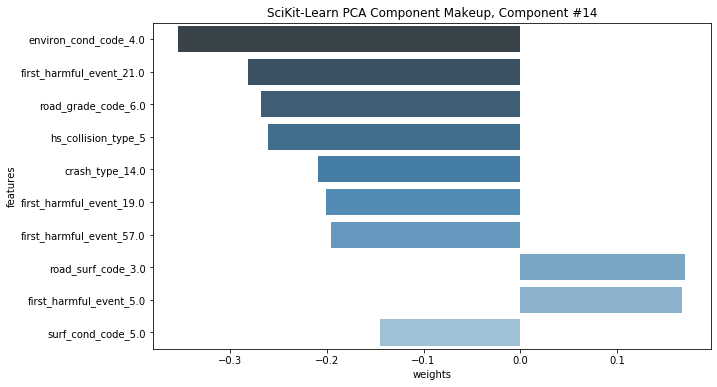 SciKit-Learn PCA Component Makeup, Component #14
features
environ_cond_code_4.0
first_harmful_event_21.0
road_grade_code_6.0
hs_collision_type_5
crash_type_14.0
first_harmful_event_19.0
first_harmful_event_57.0
road_surf_code_3.0
first_harmful_event_5.0
surf_cond_code_5.0
−0.3 −0.2 −0.1 0.0 0.1
weights